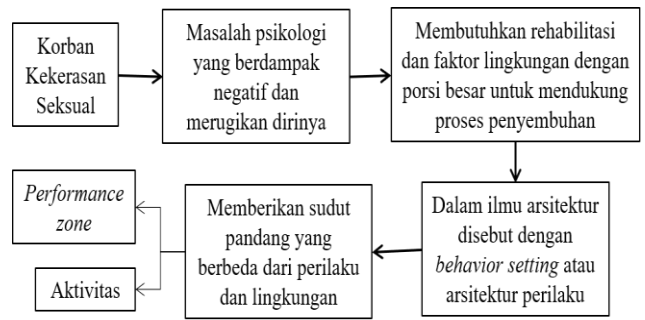 Korban
Kekerasan
Seksual
Masalah psikologi
yang berdampak
negatif dan
merugikan dirinya
Membutuhkan rehabilitasi
dan faktor lingkungan dengan
porsi besar untuk mendukung
proses penyembuhan
Dalam ilmu arsitektur
disebut dengan
behavior setting atau
arsitektur perilaku
Memberikan sudut
pandang yang
berbeda dari perilaku
dan lingkungan
Performance
zone
Aktivitas